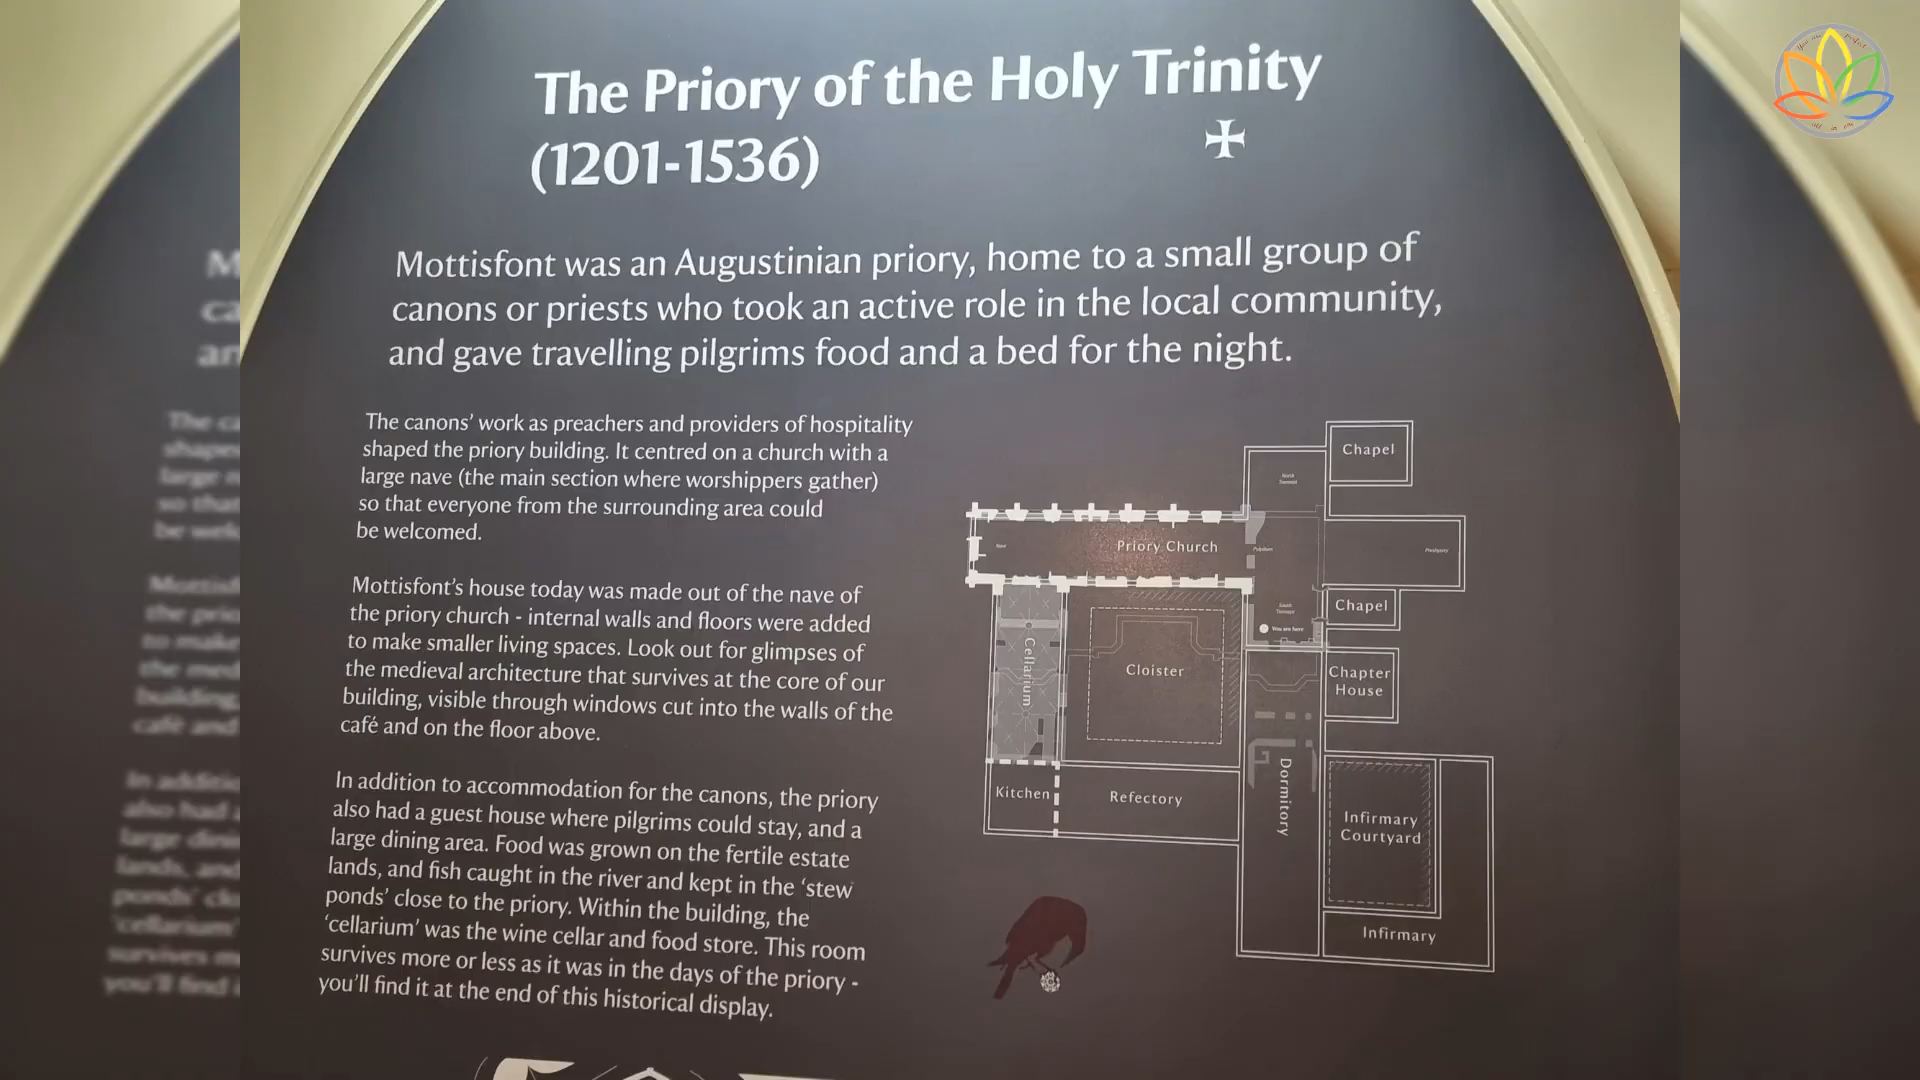 The Priory of the Holy Trinity
(1201-1536)
Mottisfont was an Augustinian priory, home to a small group of
canons or priests who took an active role in the local community,
and gave travelling pilgrims food and a bed for the night.
The canons' work as preachers and providers of hospitality
shaped the priory building. It centred on a church with a
large nave (the main section where worshippers gather)
so that everyone from the surrounding area could
be welcomed.
Mottisfont's house today was made out of the nave of
the priory church - internal walls and floors were added
to make smaller living spaces. Look out for glimpses of
the medieval architecture that survives at the core of our
building, visible through windows cut into the walls of the
café and on the floor above.
In addition to accommodation for the canons, the priory
also had a guest house where pilgrims could stay, and a
large dining area. Food was grown on the fertile estate
lands, and fish caught in the river and kept in the 'stew
ponds' close to the priory. Within the building, the
'cellarium' was the wine cellar and food store. This room
survives more or less as it was in the days of the priory -
you'll find it at the end of this historical display.
Chapel
North
Transept
Nave
Priory Church
Pulpitum
Presbytery
Chapel
South
Transept
You are here
Cellarium
Cloister
Chapter
House
Kitchen
Refectory
Dormitory
Infirmary
Courtyard
Infirmary